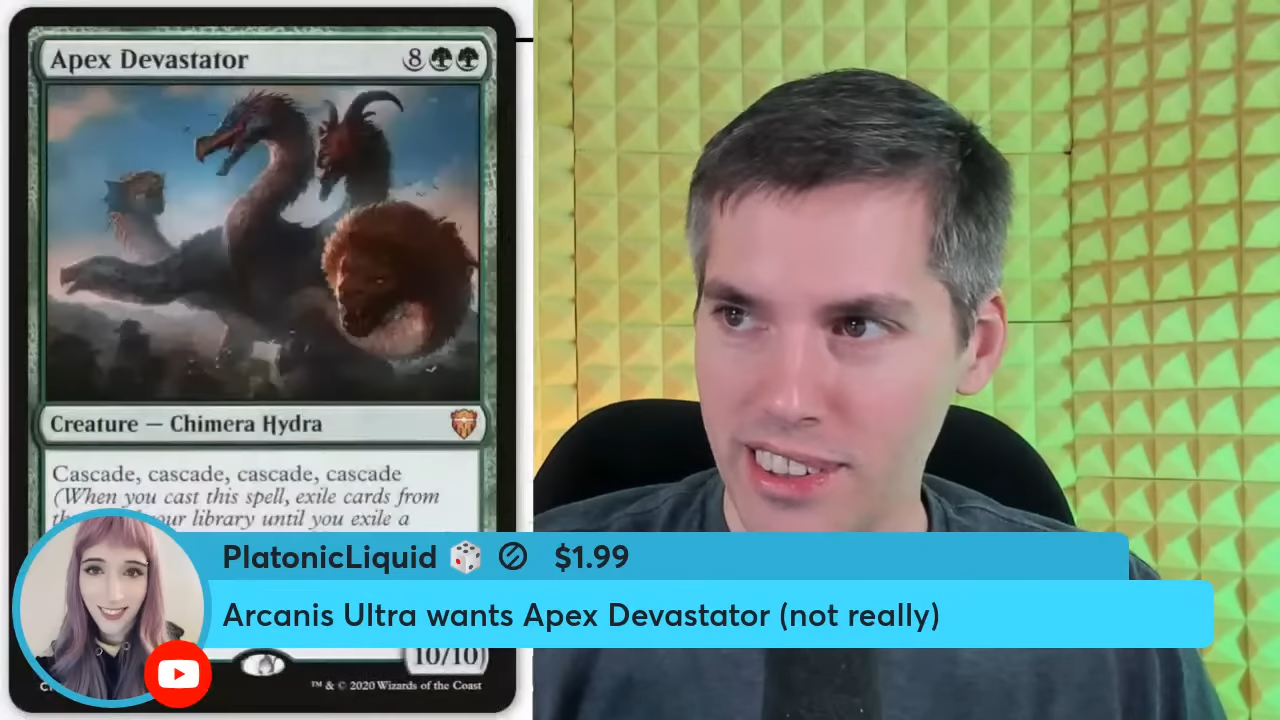 Apex Devastator 8
Creature — Chimera Hydra
Cascade, cascade, cascade, cascade
(When you cast this spell, exile cards from
your library until you exile a
PlatonicLiquid $1.99
Arcanis Ultra wants Apex Devastator (not really)
10/10
™ & © 2020 Wizards of the Coast